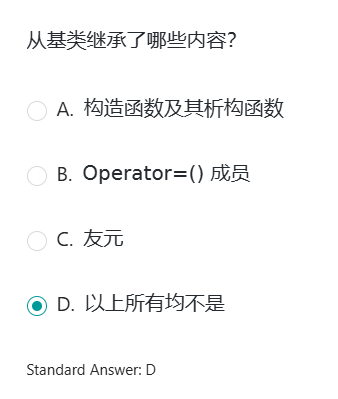 从基类继承了哪些内容？
A. 构造函数及其析构函数
B. Operator=() 成员
C. 友元
D. 以上所有均不是
Standard Answer: D